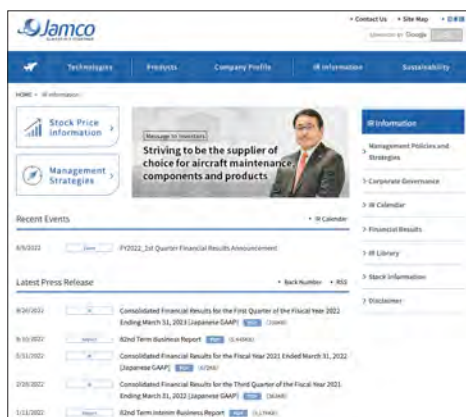 Jamco
Contact Us
Site Map
Google
Technologies
Products
Company Profile
IR Information
Sustainability
HOME
IR Information
Stock Price
Information
Management
Strategies
Message to Investors
Striving to be the supplier of
choice for aircraft maintenance,
components and products
IR Information
Management Policies and
Strategies
Corporate Governance
IR Calendar
Financial Results
IR Library
Stock Information
Disclaimer
Recent Events
IR Calendar
FY2022_1st Quarter Financial Results Announcement
Latest Press Release
Back Number
RSS
Consolidated Financial Results for the First Quarter of the Fiscal Year 2022
Ending March 31, 2023 [Japanese GAAP]
82nd Term Business Report
Consolidated Financial Results for the Fiscal Year 2021 Ended March 31, 2022
[Japanese GAAP]
Consolidated Financial Results for the Third Quarter of the Fiscal Year 2021
Ending March 31, 2022 [Japanese GAAP]
82nd Term Interim Business Report